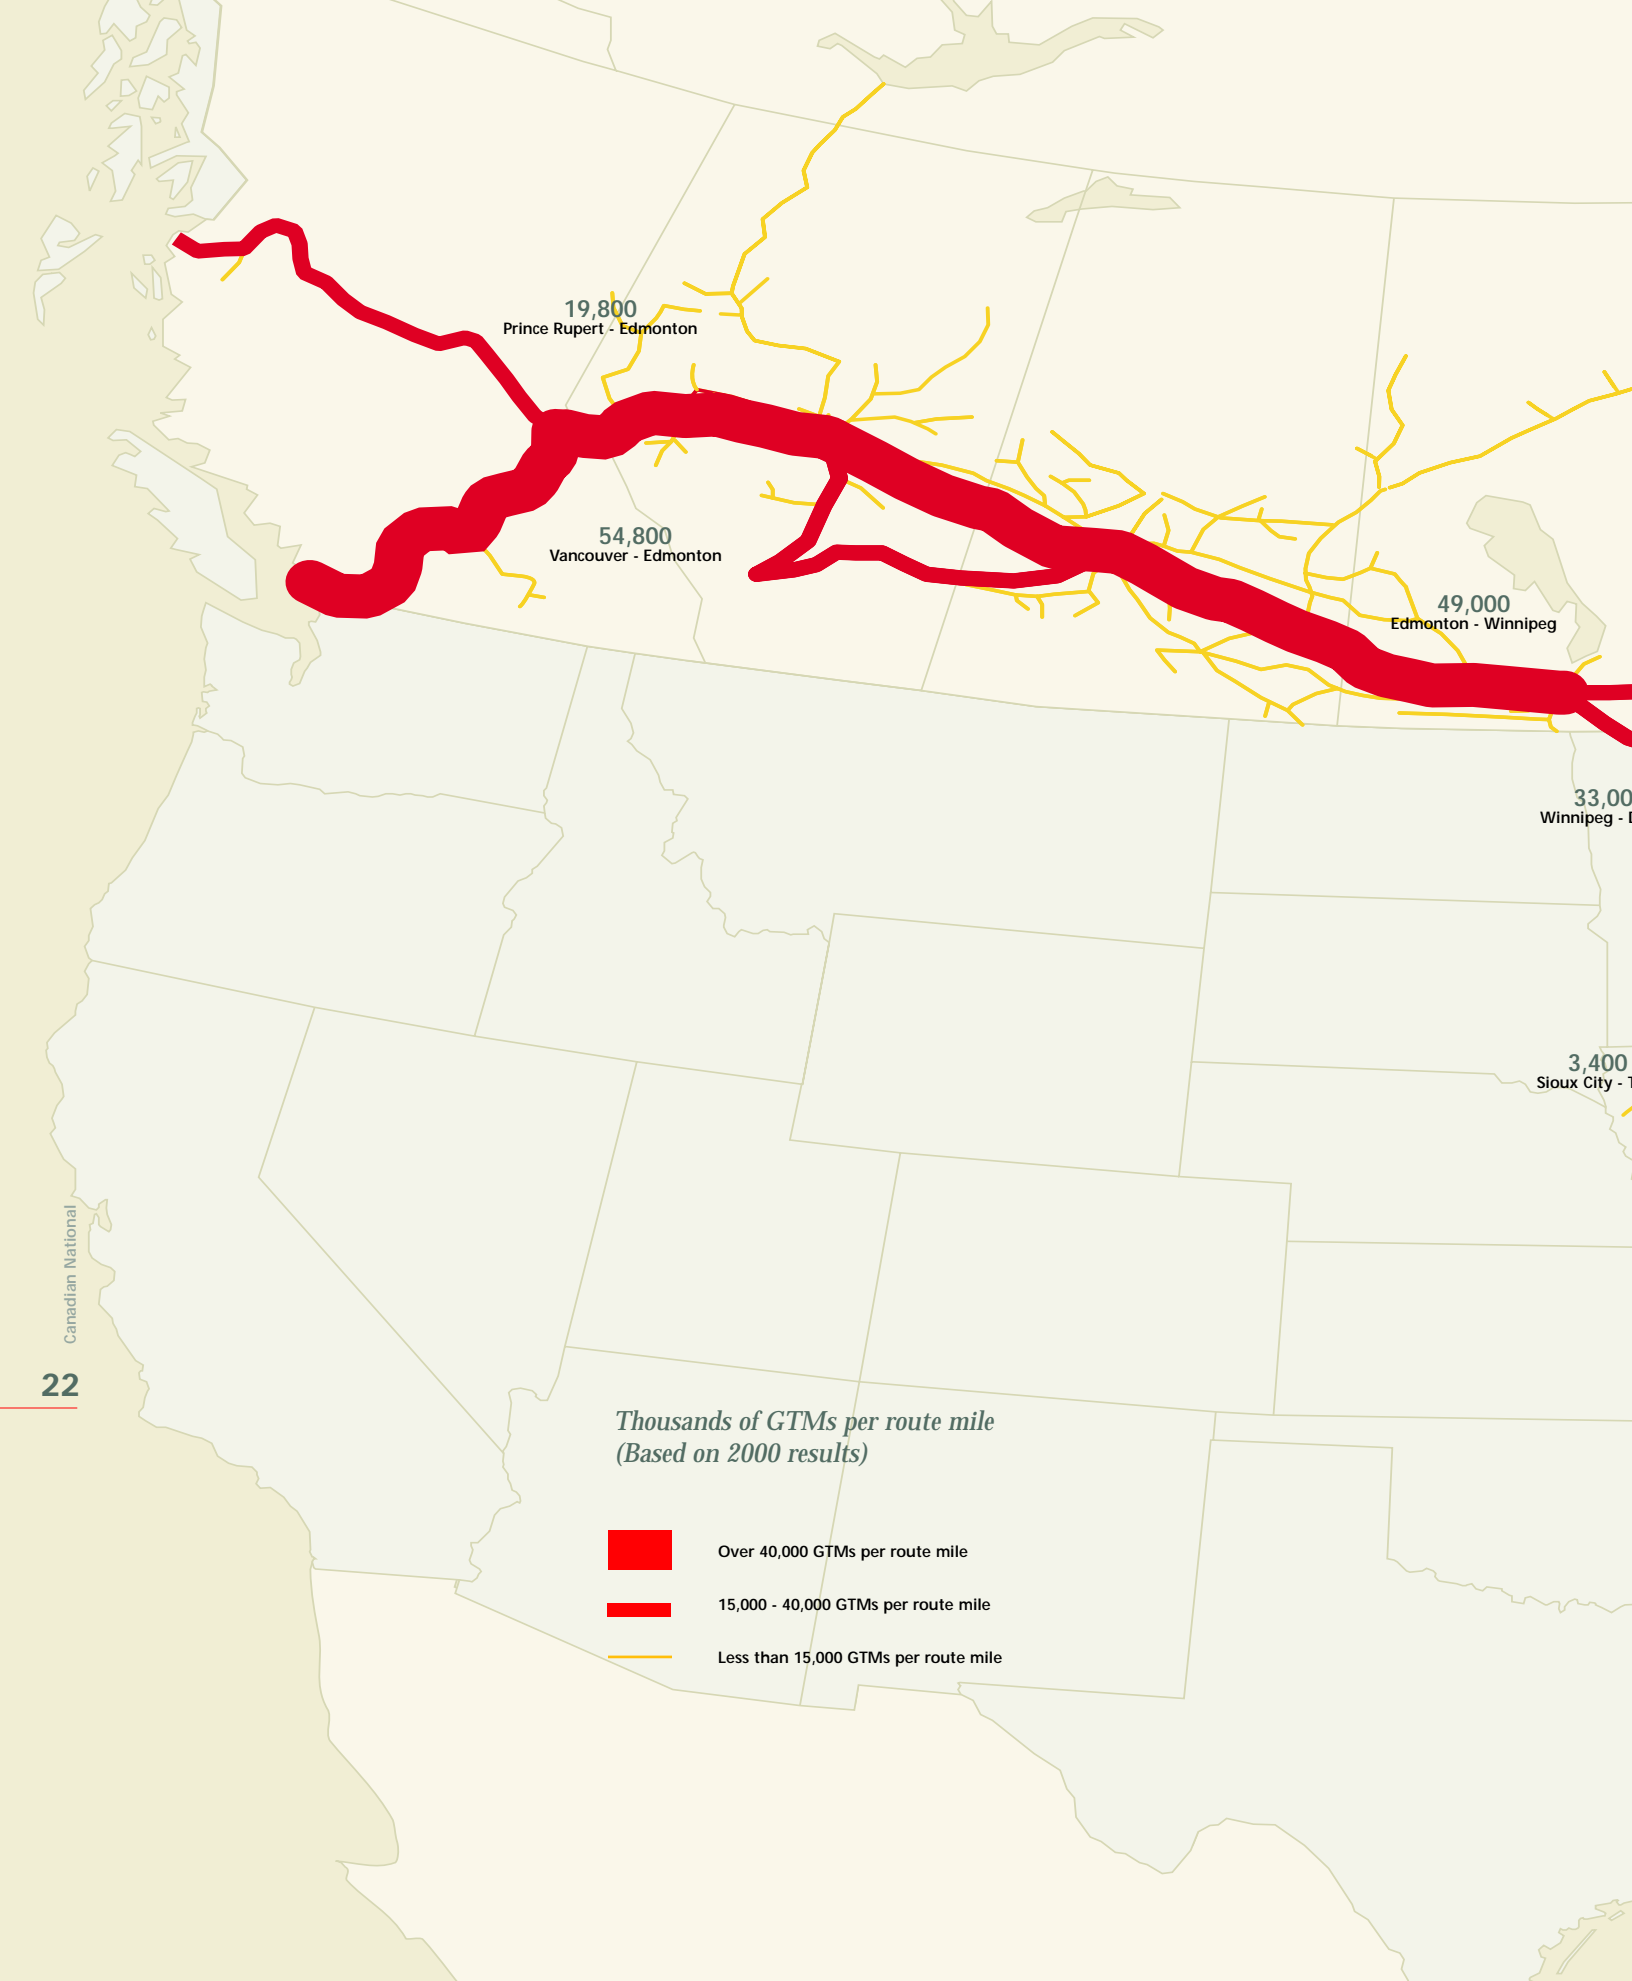 19,800
Prince Rupert - Edmonton
54,800
Vancouver - Edmonton
49,000
Edmonton - Winnipeg
33,00
Winnipeg -
3,400
Sioux City -
Canadian National
22
Thousands of GTMs per route mile
(Based on 2000 results)
Over 40,000 GTMs per route mile
15,000 - 40,000 GTMs per route mile
Less than 15,000 GTMs per route mile